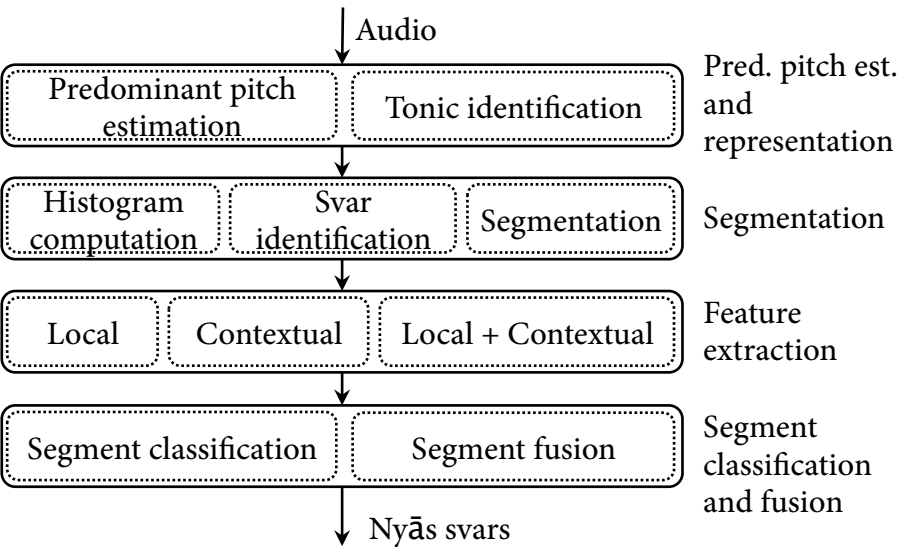 Audio
Predominant pitch
estimation
Tonic identification
Pred. pitch est.
and
representation
Histogram
computation
Svar
identification
Segmentation
Segmentation
Local
Contextual
Local + Contextual
Feature
extraction
Segment classification
Segment fusion
Segment
classification
and fusion
Nyās svars